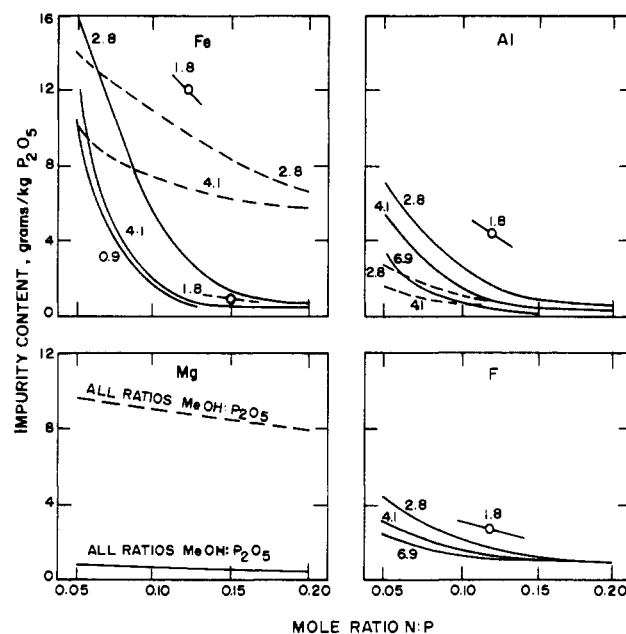 IMPURITY CONTENT, grams/kg P2O5
16
12
8
4
0
Fe
2.8
1.8
2.8
4.1
4.1
0.9
1.8
Al
1.8
2.8
4.1
6.9
2.8
4.1
12
8
4
0
Mg
ALL RATIOS MeOH:P2O5
ALL RATIOS MeOH:P2O5
0.05 0.10 0.15 0.20
F
1.8
2.8
4.1
6.9
0.05 0.10 0.15 0.20
MOLE RATIO N:P